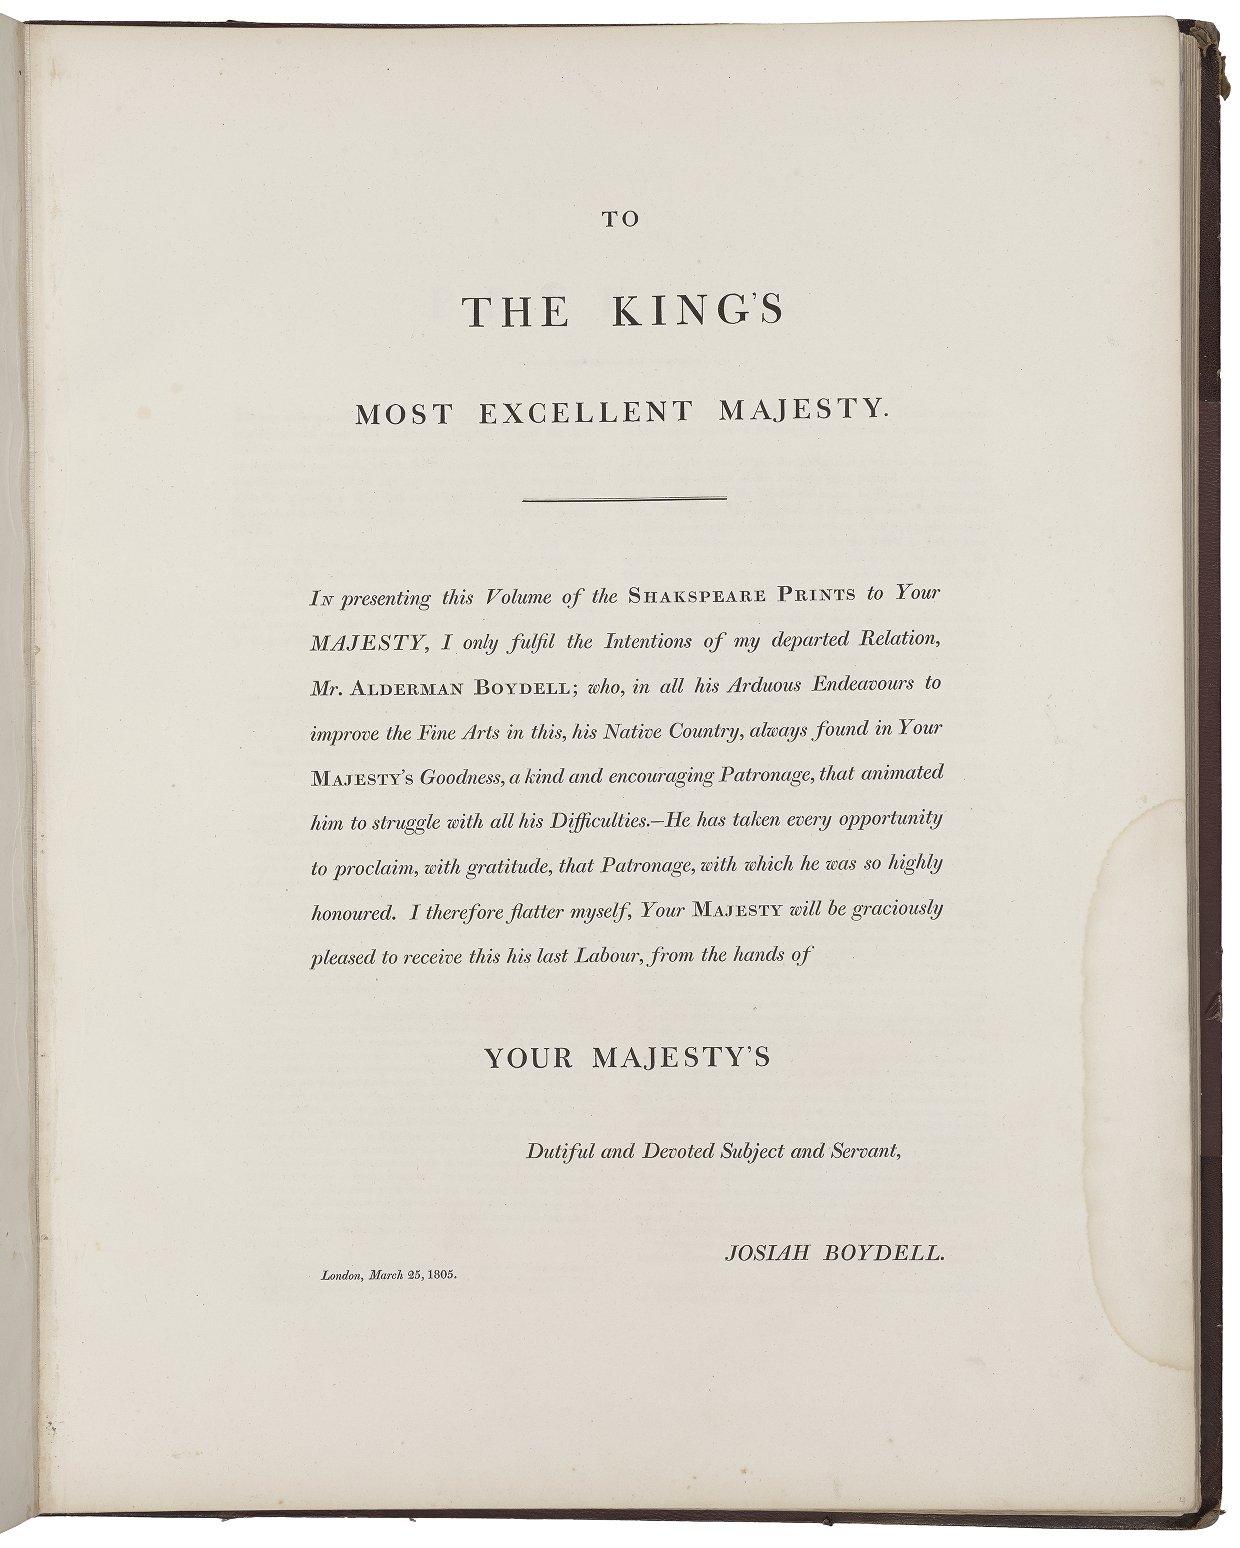 TO
THE KING'S
MOST EXCELLENT MAJESTY.
IN presenting this Volume of the SHAKSPEARE PRINTS to Your
MAJESTY, I only fulfil the Intentions of my departed Relation,
Mr. ALDERMAN BOYDELL; who, in all his Arduous Endeavours to
improve the Fine Arts in this, his Native Country, always found in Your
MAJESTY'S Goodness, a kind and encouraging Patronage, that animated
him to struggle with all his Difficulties.—He has taken every opportunity
to proclaim, with gratitude, that Patronage, with which he was so highly
honoured. I therefore flatter myself, Your MAJESTY will be graciously
pleased to receive this his last Labour, from the hands of
YOUR MAJESTY'S
Dutiful and Devoted Subject and Servant,
JOSIAH BOYDELL.
London, March 25, 1805.